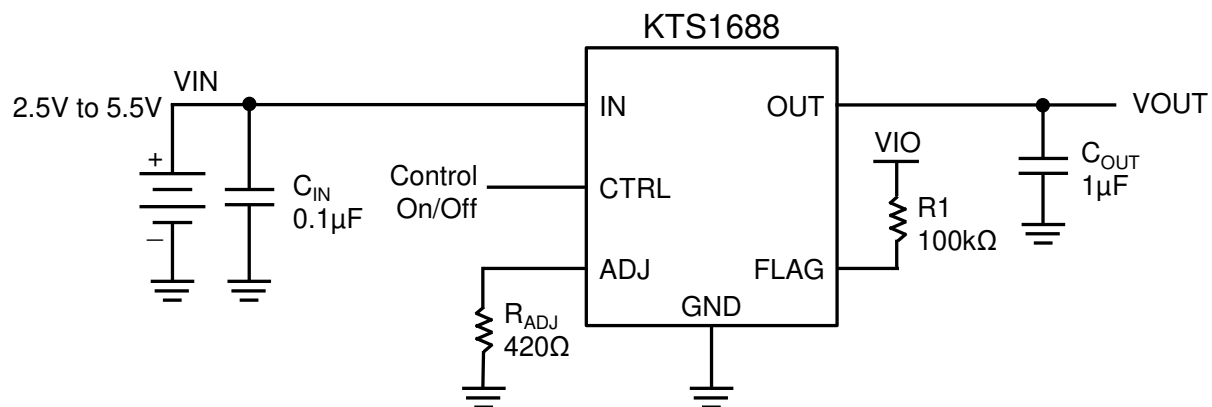 KTS1688
VIN
2.5V to 5.5V
IN
OUT
VOUT
VIO
+
–
C_IN
0.1µF
Control
On/Off
CTRL
R1
100kΩ
C_OUT
1µF
ADJ
FLAG
GND
R_ADJ
420Ω